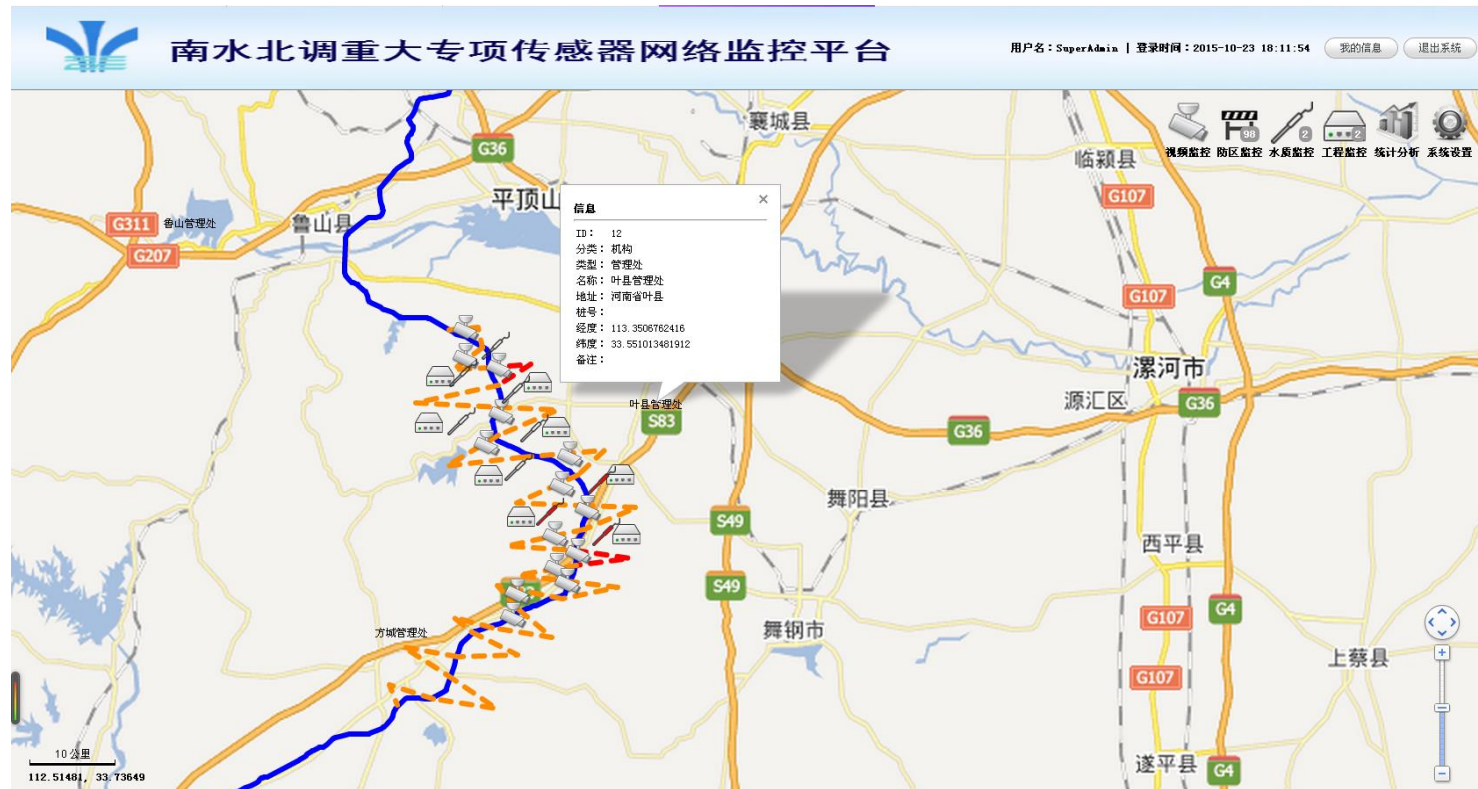 南水北调重大专项传感器网络监控平台
用户名：SuperAdmin | 登录时间：2015-10-23 18:11:54
我的信息
退出系统
视频监控
98
防区监控
2
水质监控
2
工程监控
统计分析
系统设置
襄城县
临颍县
G36
平顶山
G107
G311
鲁山管理处
鲁山县
G207
信息
×
ID： 12
分类： 机构
类型： 管理处
名称： 叶县管理处
地址： 河南省叶县
桩号：
经度： 113.3506762416
纬度： 33.551013481912
备注：
G4
G107
漯河市
源汇区
G36
叶县管理处
S83
G36
舞阳县
S49
西平县
S49
G107
G4
方城管理处
舞钢市
上蔡县
G107
10 公里
112.51481, 33.73649
遂平县
G4